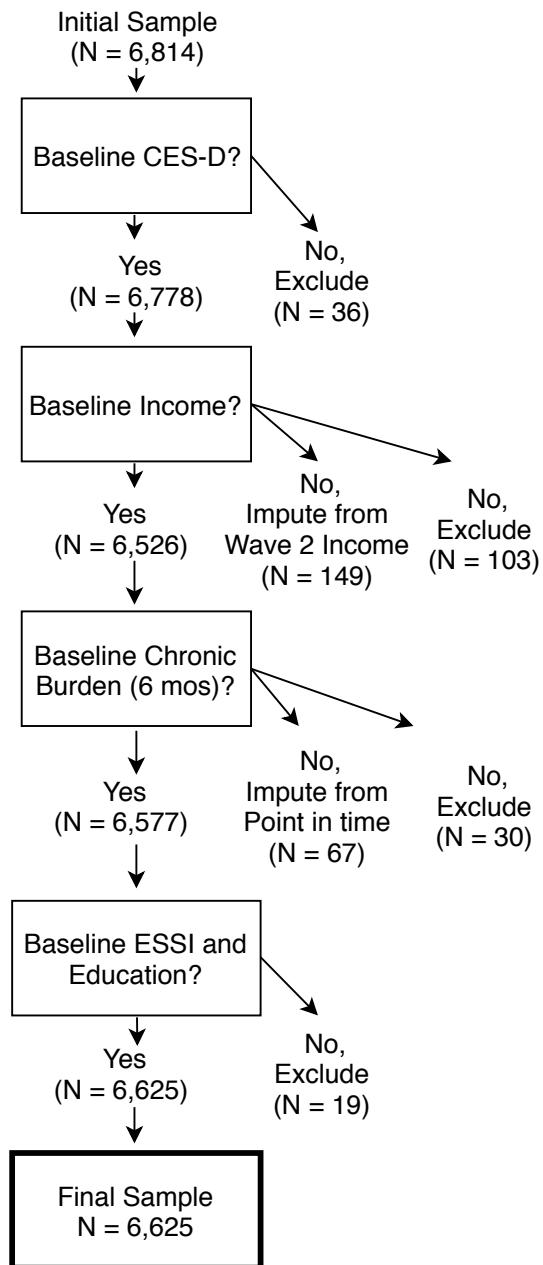 Initial Sample
(N = 6,814)
Baseline CES-D?
Yes
(N = 6,778)
No,
Exclude
(N = 36)
Baseline Income?
Yes
(N = 6,526)
No,
Impute from
Wave 2 Income
(N = 149)
No,
Exclude
(N = 103)
Baseline Chronic
Burden (6 mos)?
Yes
(N = 6,577)
No,
Impute from
Point in time
(N = 67)
No,
Exclude
(N = 30)
Baseline ESSI and
Education?
Yes
(N = 6,625)
No,
Exclude
(N = 19)
Final Sample
N = 6,625